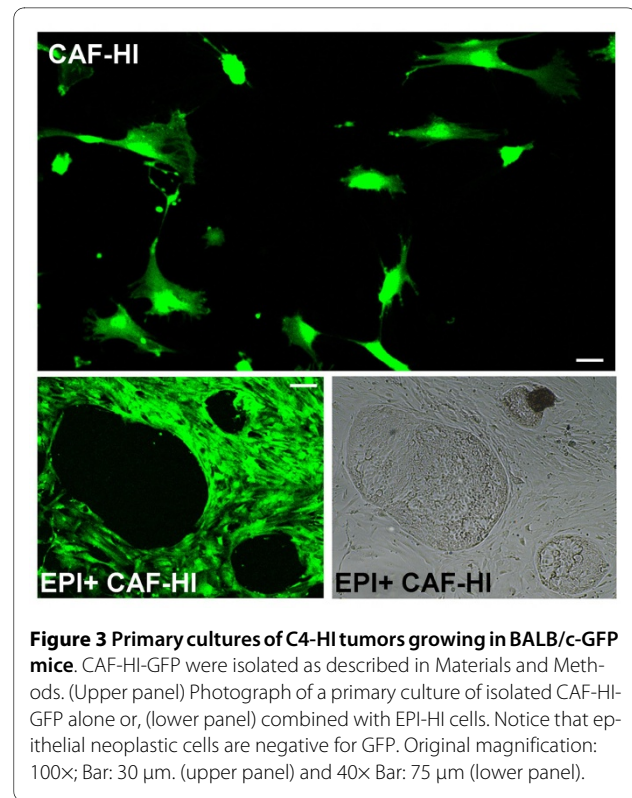 CAF-HI
EPI+ CAF-HI
EPI+ CAF-HI
Figure 3 Primary cultures of C4-HI tumors growing in BALB/c-GFP
mice. CAF-HI-GFP were isolated as described in Materials and Meth-
ods. (Upper panel) Photograph of a primary culture of isolated CAF-HI-
GFP alone or, (lower panel) combined with EPI-HI cells. Notice that ep-
ithelial neoplastic cells are negative for GFP. Original magnification:
100×; Bar: 30 μm. (upper panel) and 40× Bar: 75 μm (lower panel).